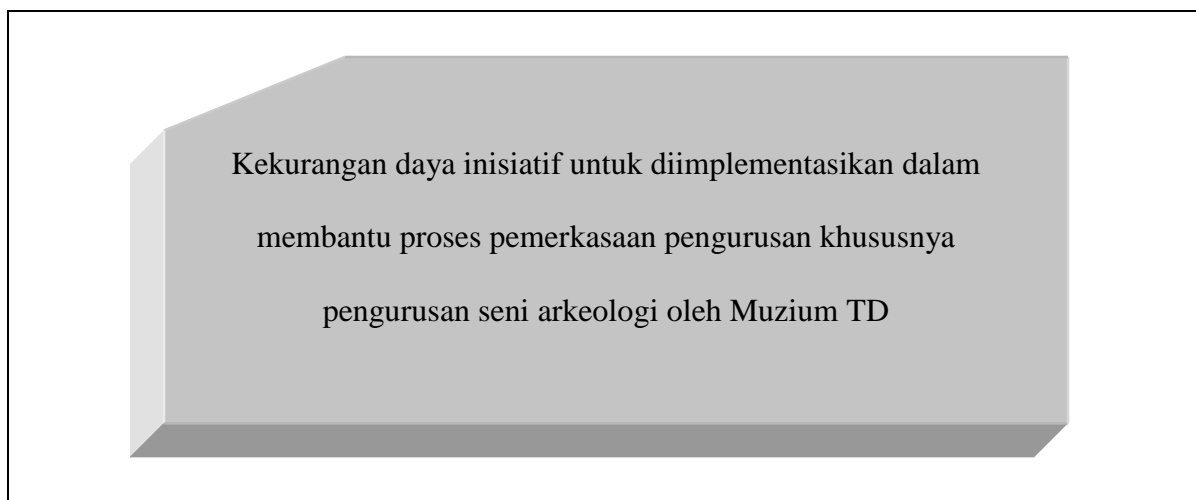 Kekurangan daya inisiatif untuk diimplementasikan dalam
membantu proses pemerkasaan pengurusan khususnya
pengurusan seni arkeologi oleh Muzium TD